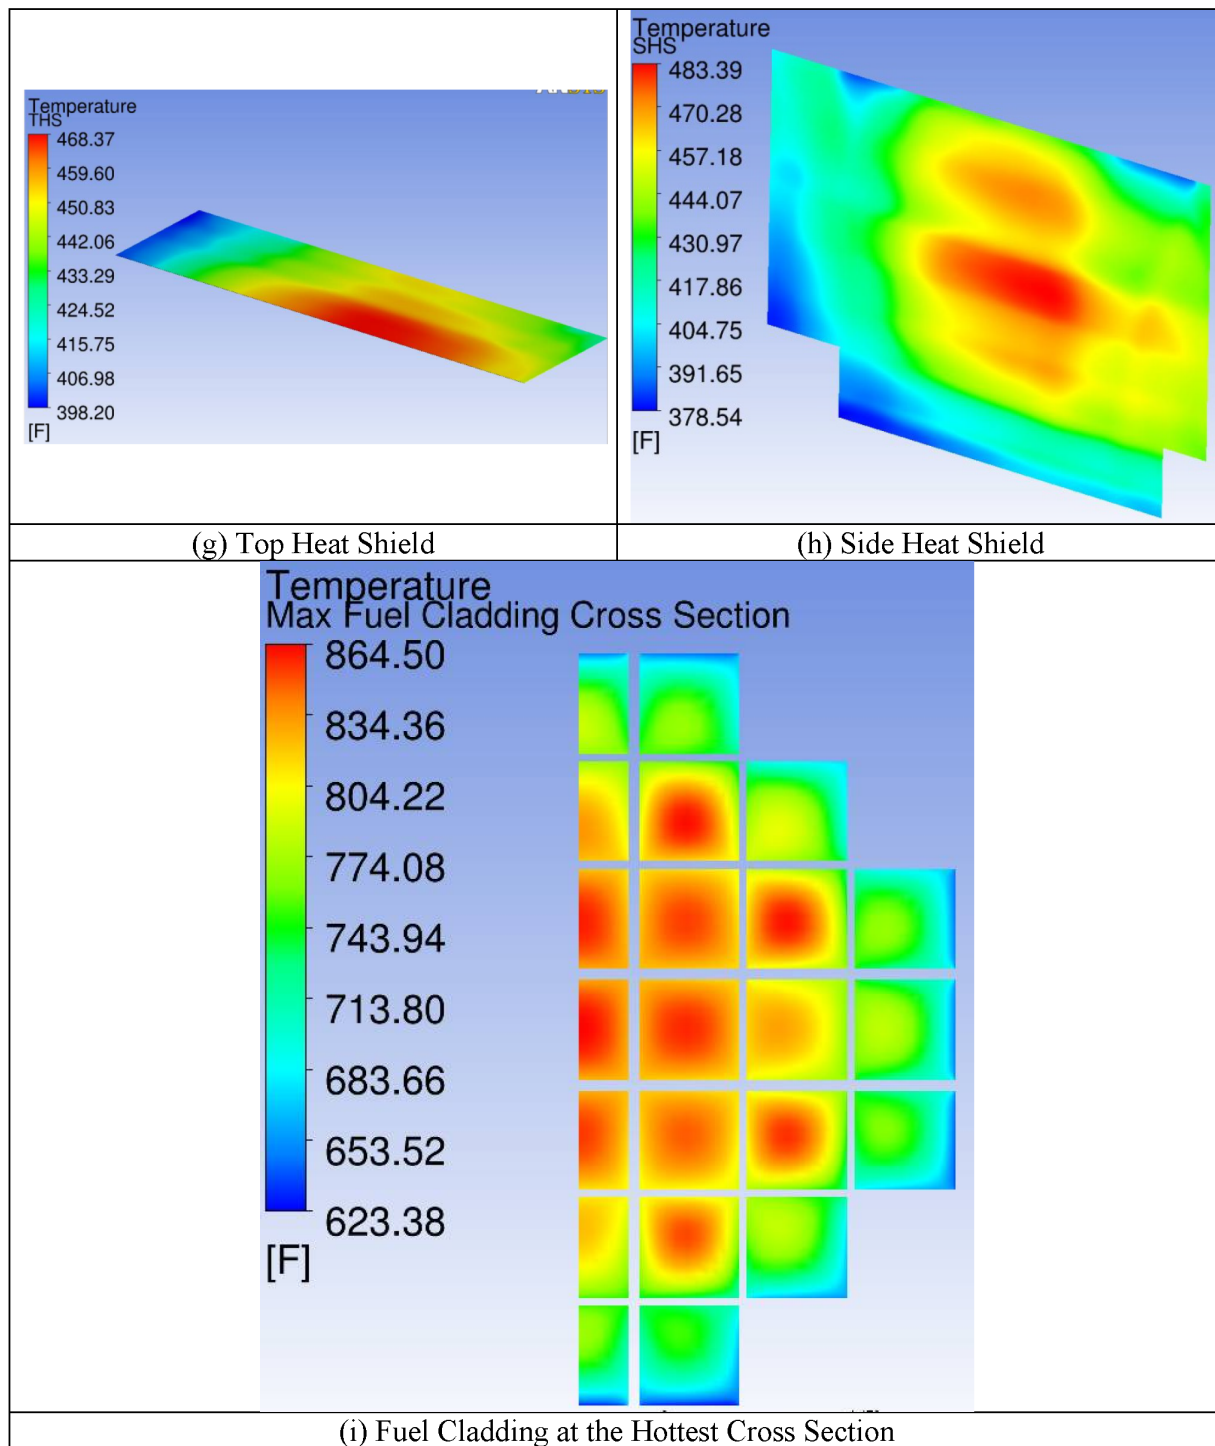 Temperature
THS
468.37
459.60
450.83
442.06
433.29
424.52
415.75
406.98
398.20
[F]
(g) Top Heat Shield
Temperature
SHS
483.39
470.28
457.18
444.07
430.97
417.86
404.75
391.65
378.54
[F]
(h) Side Heat Shield
Temperature
Max Fuel Cladding Cross Section
864.50
834.36
804.22
774.08
743.94
713.80
683.66
653.52
623.38
[F]
(i) Fuel Cladding at the Hottest Cross Section